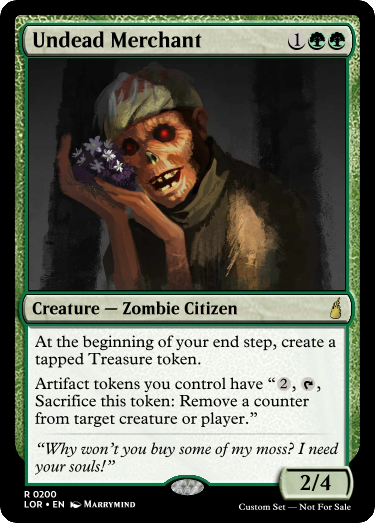 Undead Merchant 1
Creature — Zombie Citizen
At the beginning of your end step, create a
tapped Treasure token.
Artifact tokens you control have “2, ,
Sacrifice this token: Remove a counter
from target creature or player.”
“Why won’t you buy some of my moss? I need
your souls!”
2/4
R 0200
LOR • EN Marrymind
Custom Set — Not For Sale